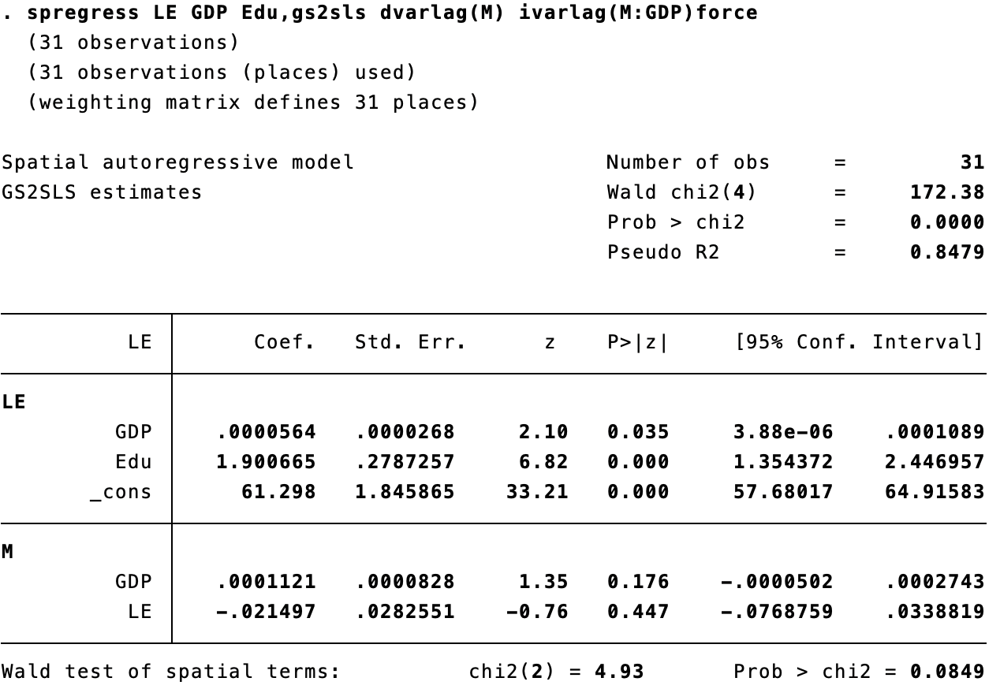 . spregress LE GDP Edu,gs2sls dvarlag(M) ivarlag(M:GDP)force
(31 observations)
(31 observations (places) used)
(weighting matrix defines 31 places)
Spatial autoregressive model Number of obs = 31
GS2SLS estimates Wald chi2(4) = 172.38
Prob > chi2 = 0.0000
Pseudo R2 = 0.8479
LE Coef. Std. Err. z P>|z| [95% Conf. Interval]
LE
GDP .0000564 .0000268 2.10 0.035 3.88e-06 .0001089
Edu 1.900665 .2787257 6.82 0.000 1.354372 2.446957
_cons 61.298 1.845865 33.21 0.000 57.68017 64.91583
M
GDP .0001121 .0000828 1.35 0.176 -.0000502 .0002743
LE -.021497 .0282551 -0.76 0.447 -.0768759 .0338819
Wald test of spatial terms: chi2(2) = 4.93 Prob > chi2 = 0.0849